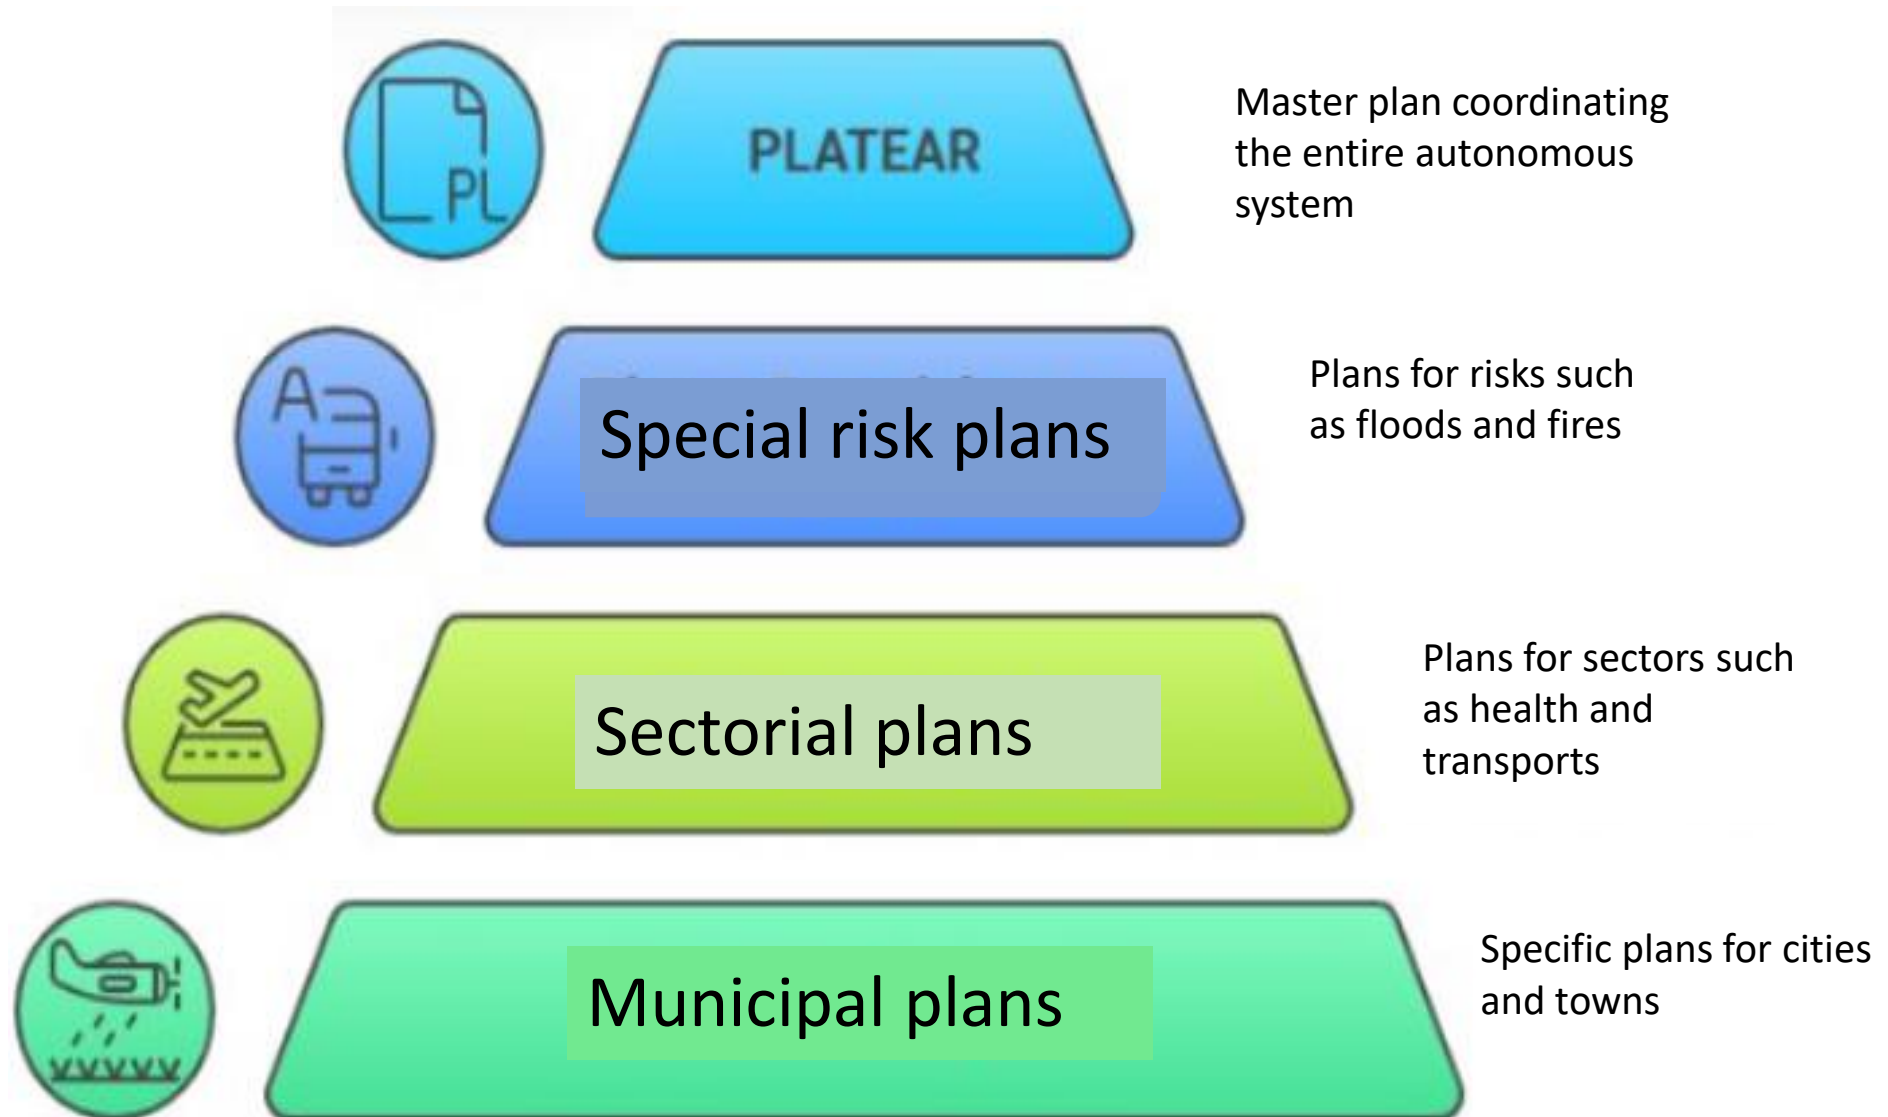 PL
PLATEAR
Master plan coordinating
the entire autonomous
system
A
Special risk plans
Plans for risks such
as floods and fires
Sectorial plans
Plans for sectors such
as health and
transports
Municipal plans
Specific plans for cities
and towns